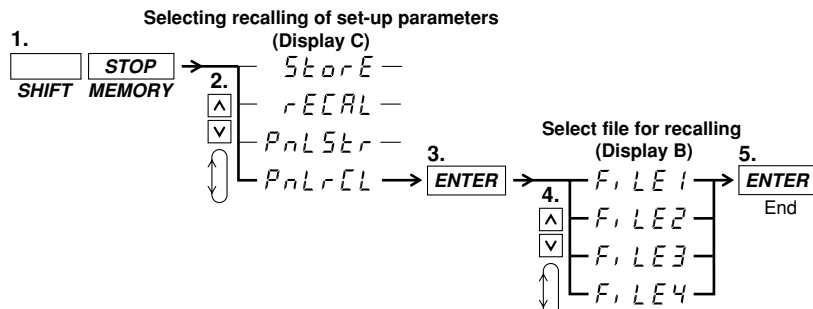 Selecting recalling of set-up parameters
(Display C)
1.
STOP
SHIFT MEMORY
2.
StorE
rECAL
PnLStr
PnLrCL
3.
ENTER
Select file for recalling
(Display B)
4.
FiLE1
FiLE2
FiLE3
FiLE4
5.
ENTER
End